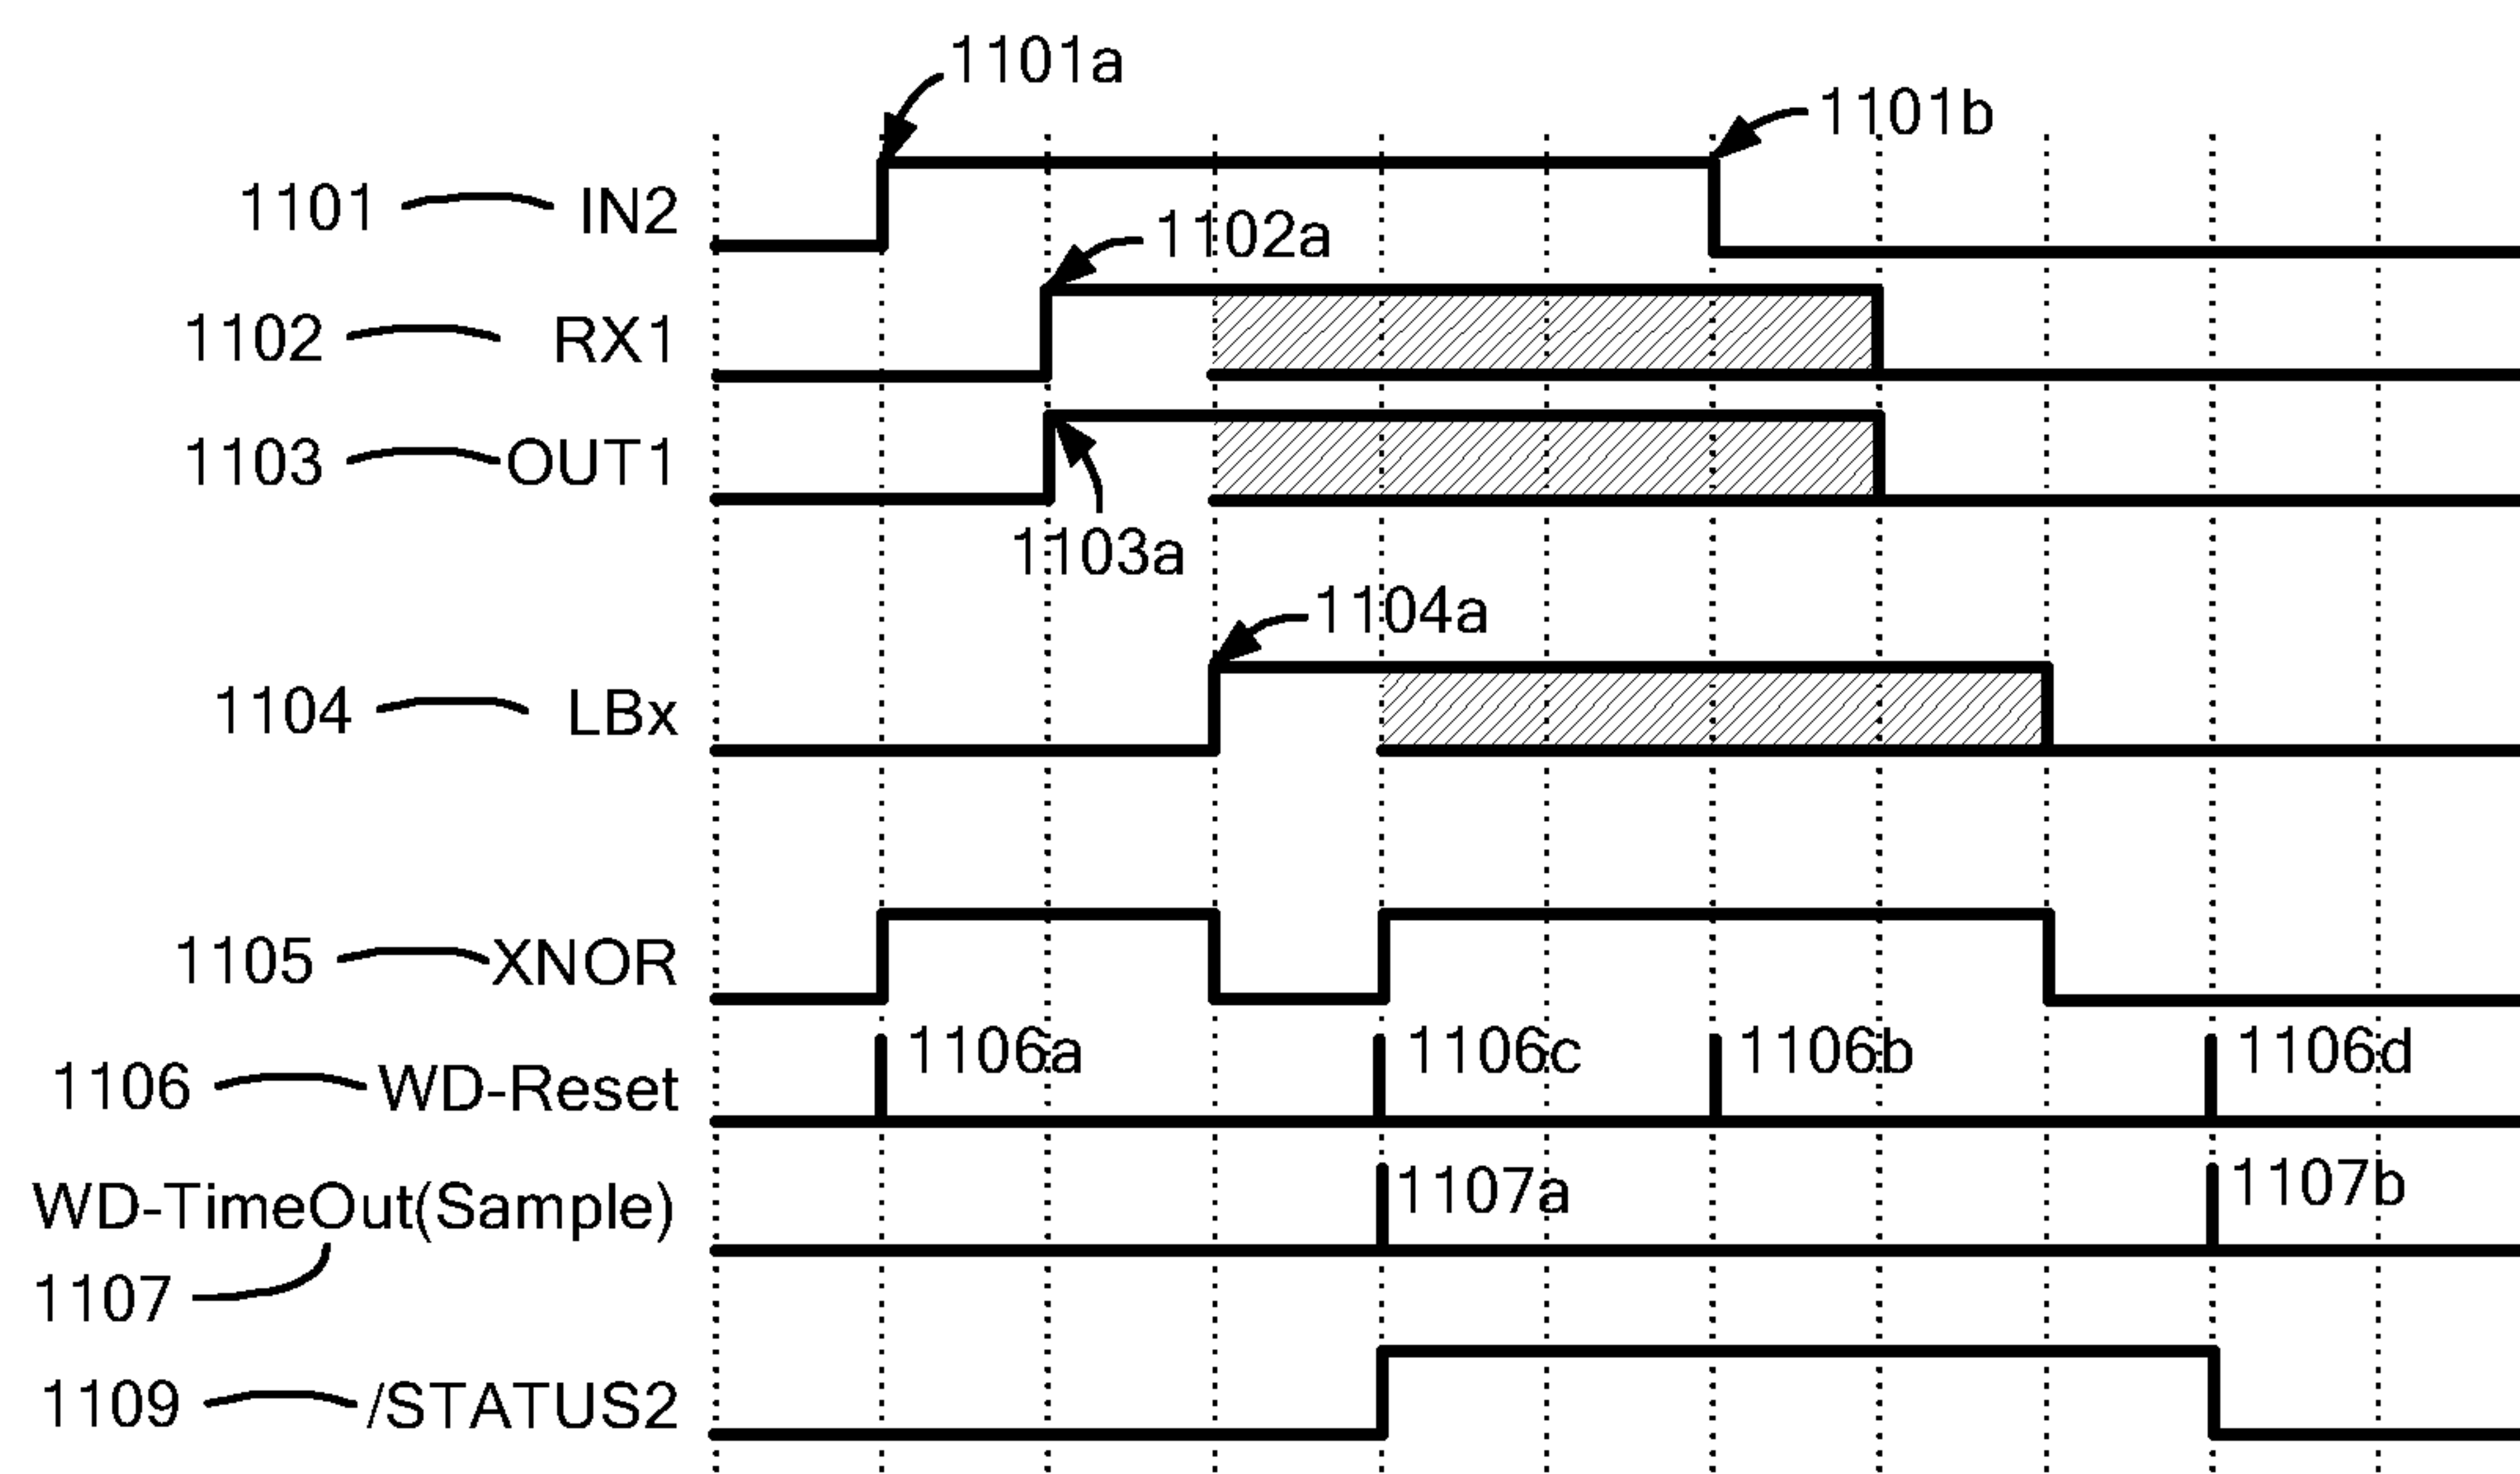 1101a
1101b
1101 IN2
1102a
1102 RX1
1103 OUT1
1103a
1104a
1104 LBx
1105 XNOR
1106a 1106c 1106b 1106d
1106 WD-Reset
1107a 1107b
WD-TimeOut(Sample)
1107
1109 /STATUS2